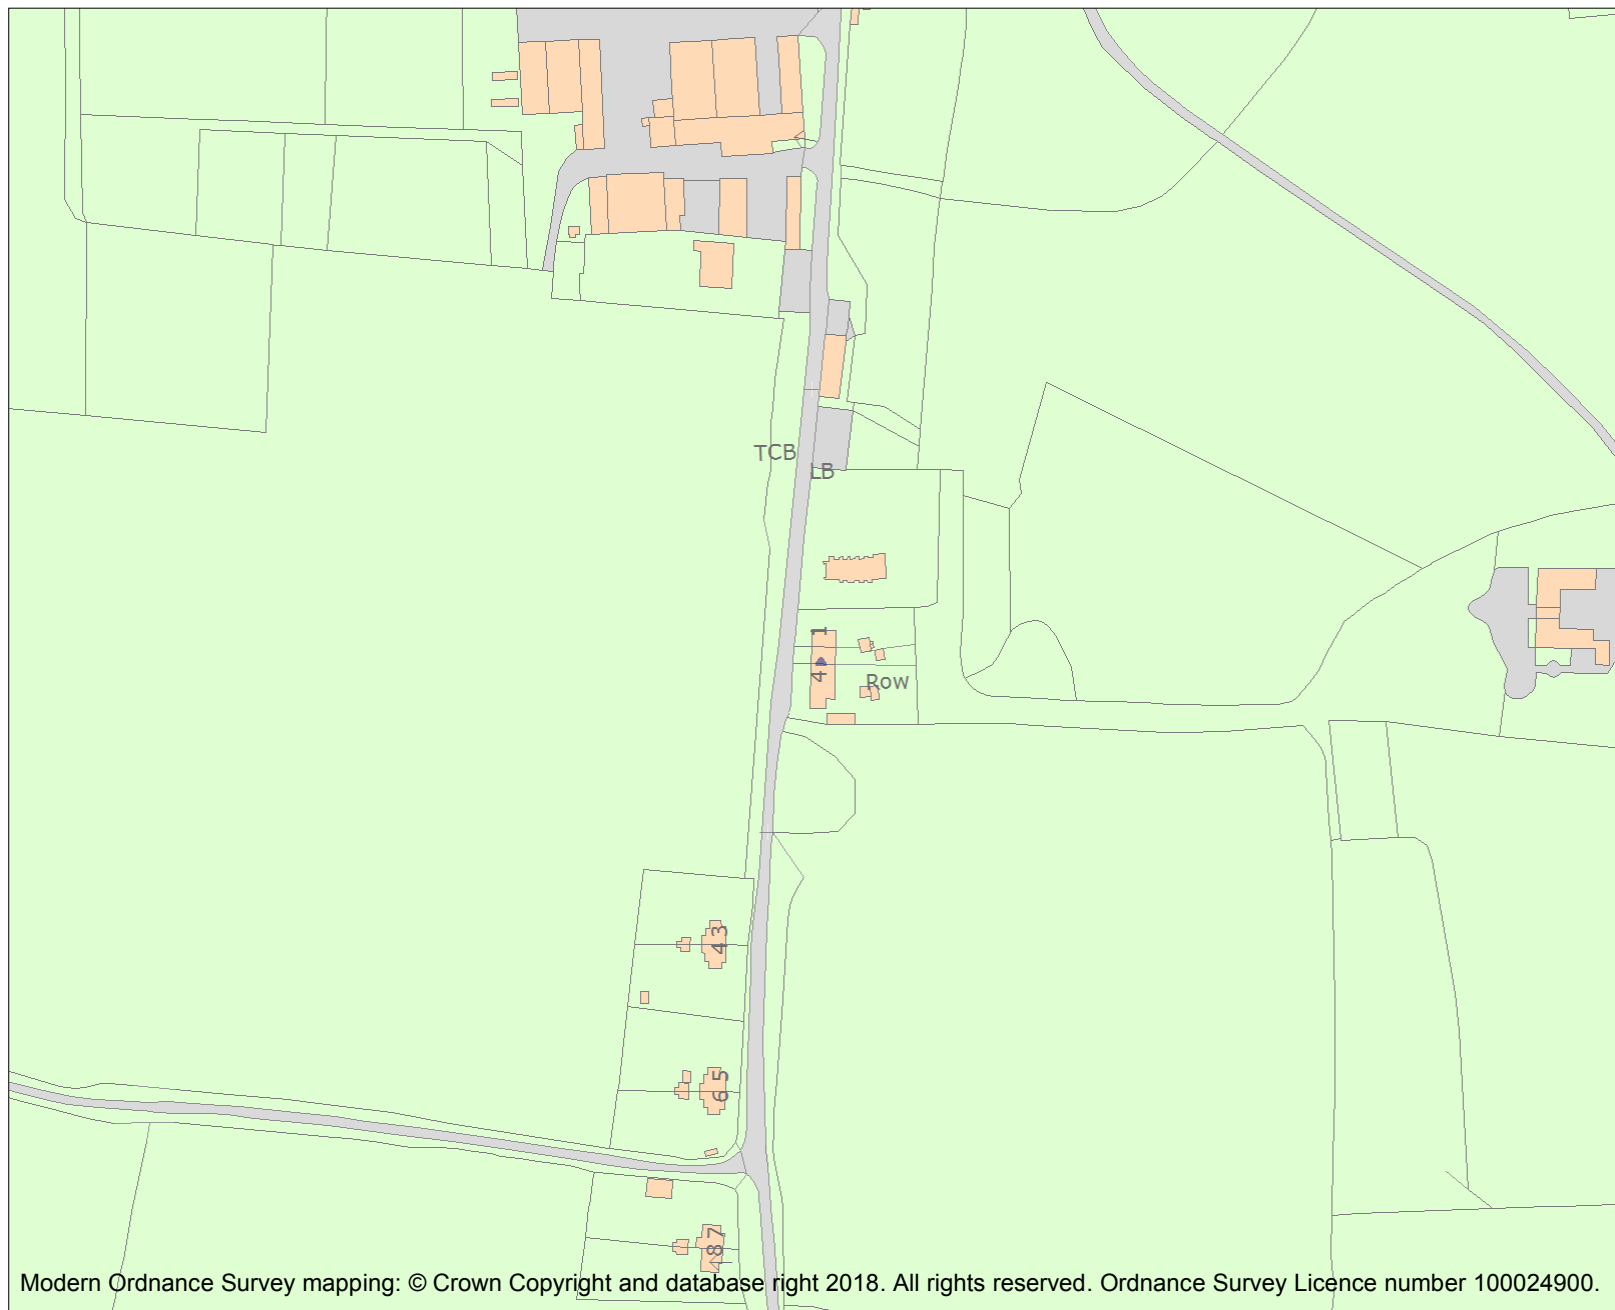 TCB
LB
1
4
Row
4 3
6 5
8 7
Modern Ordnance Survey mapping: © Crown Copyright and database right 2018. All rights reserved. Ordnance Survey Licence number 100024900.